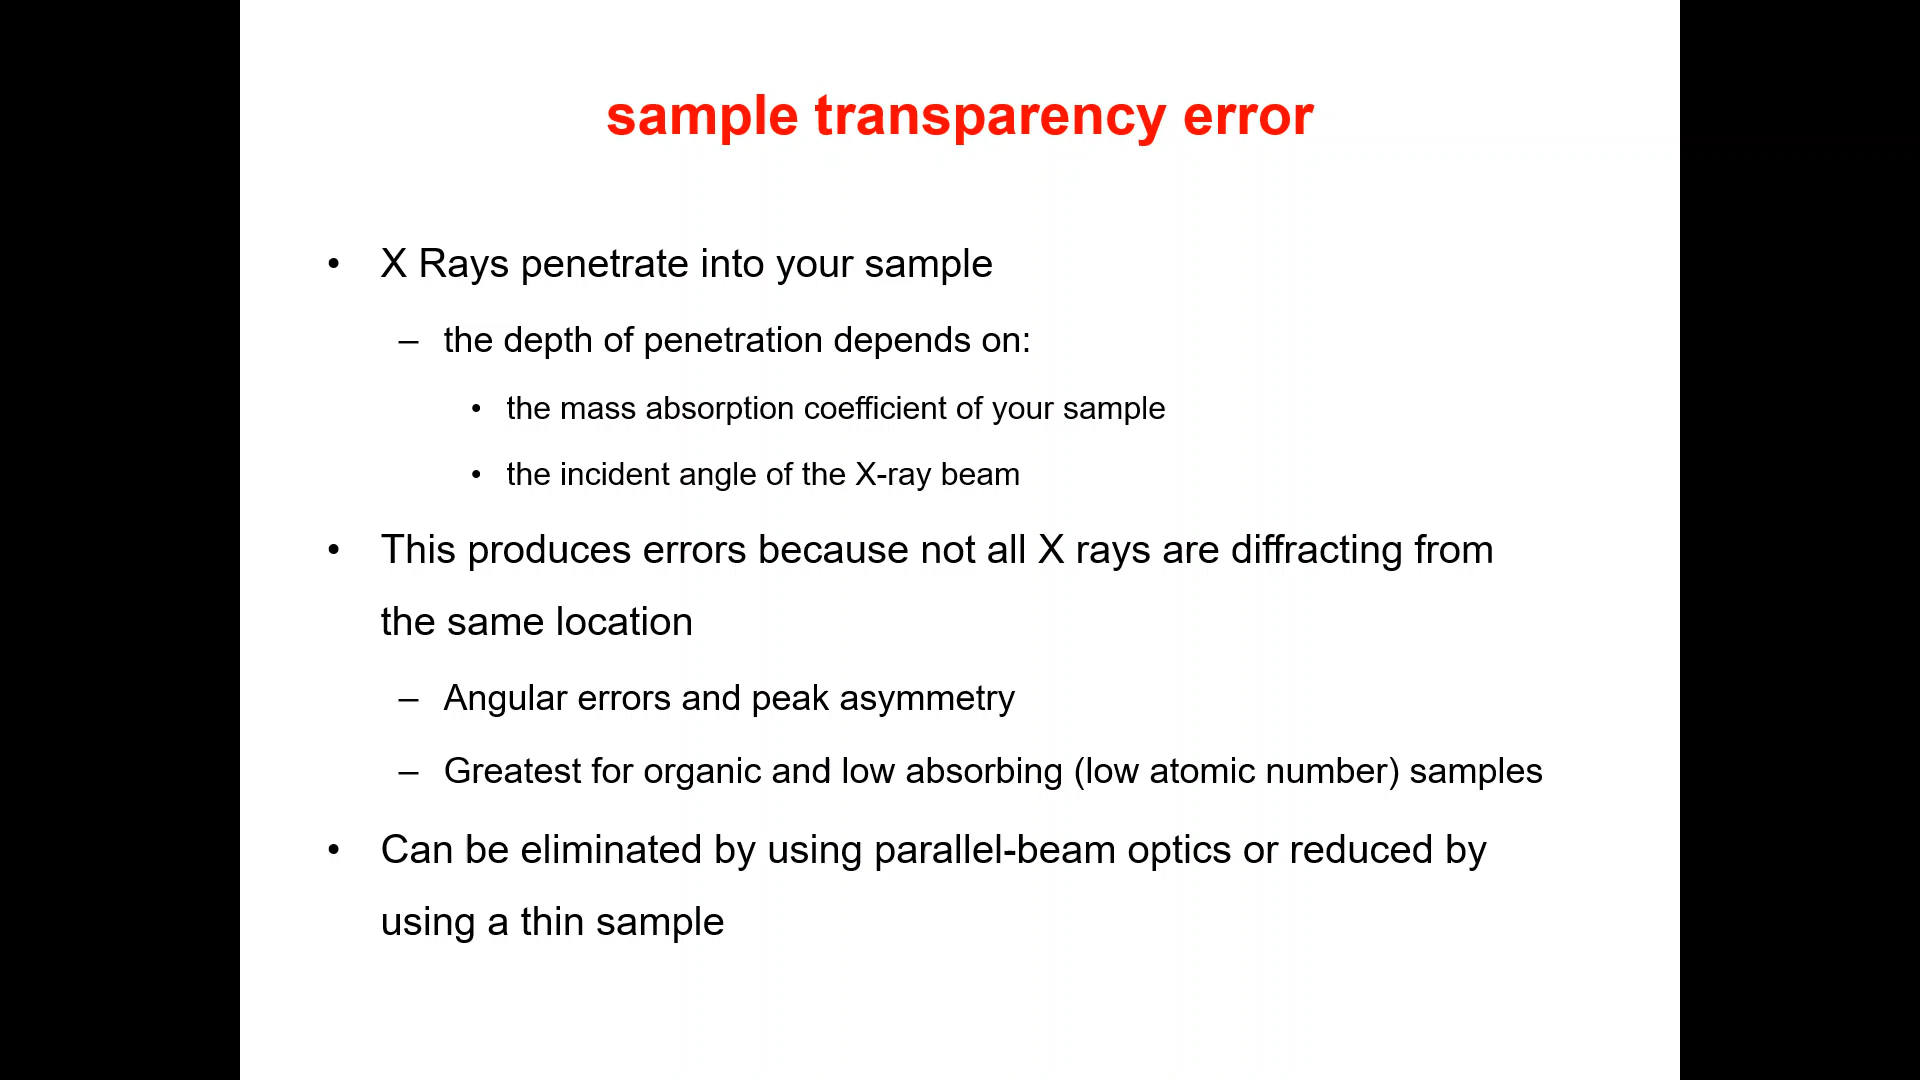 sample transparency error
• X Rays penetrate into your sample
– the depth of penetration depends on:
• the mass absorption coefficient of your sample
• the incident angle of the X-ray beam
• This produces errors because not all X rays are diffracting from
the same location
– Angular errors and peak asymmetry
– Greatest for organic and low absorbing (low atomic number) samples
• Can be eliminated by using parallel-beam optics or reduced by
using a thin sample